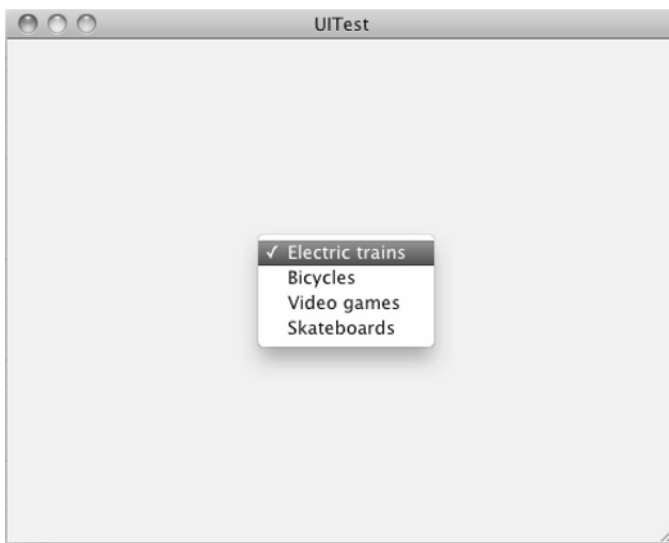 UITest
✓ Electric trains
Bicycles
Video games
Skateboards